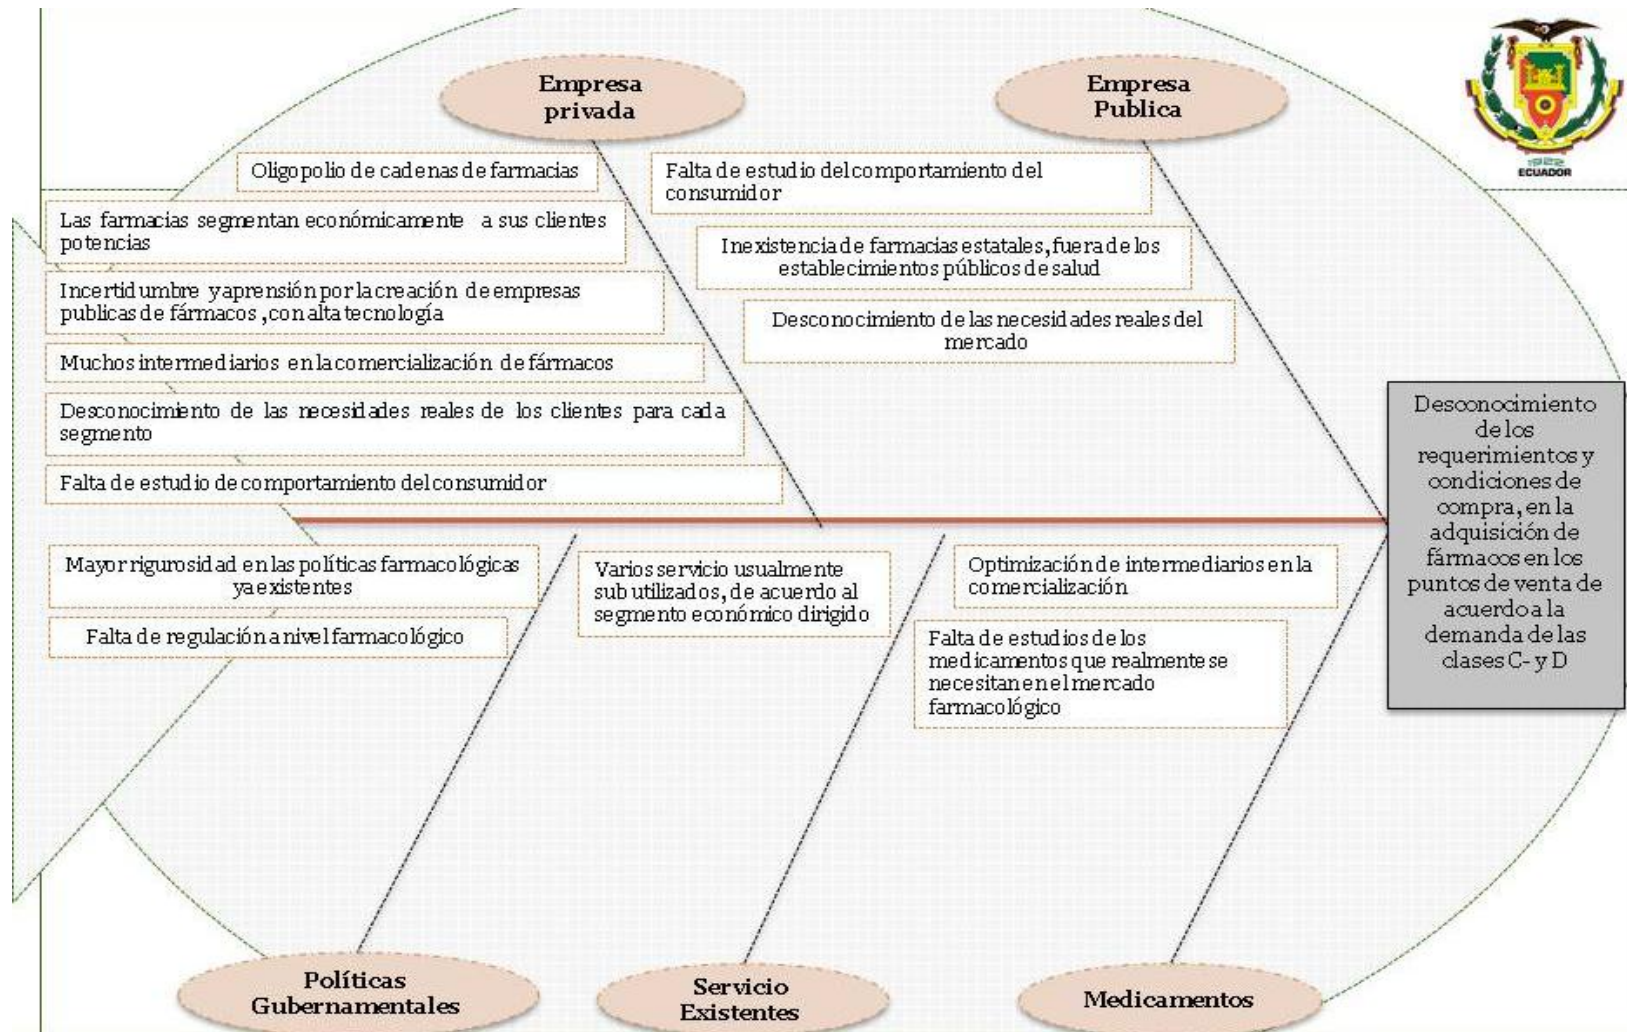 Empresa
privada
Empresa
Publica
1922
ECUADOR
Oligopolio de cadenas de farmacias
Las farmacias segmentan económicamente a sus clientes
potencias
Incertidumbre y aprensión por la creación de empresas
publicas de fármacos , con alta tecnología
Muchos intermediarios en la comercialización de fármacos
Desconocimiento de las necesidades reales de los clientes para cada
segmento
Falta de estudio de comportamiento del consumidor
Falta de estudio del comportamiento del
consumidor
Inexistencia de farmacias estatales, fuera de los
establecimientos públicos de salud
Desconocimiento de las necesidades reales del
mercado
Desconocimiento
de los
requerimientos y
condiciones de
compra, en la
adquisición de
fármacos en los
puntos de venta de
acuerdo a la
demanda de las
clases C- y D
Mayor rigurosidad en las políticas farmacológicas
ya existentes
Falta de regulación a nivel farmacológico
Varios servicio usualmente
sub utilizados, de acuerdo al
segmento económico dirigido
Optimización de intermediarios en la
comercialización
Falta de estudios de los
medicamentos que realmente se
necesitan en el mercado
farmacológico
Políticas
Gubernamentales
Servicio
Existentes
Medicamentos